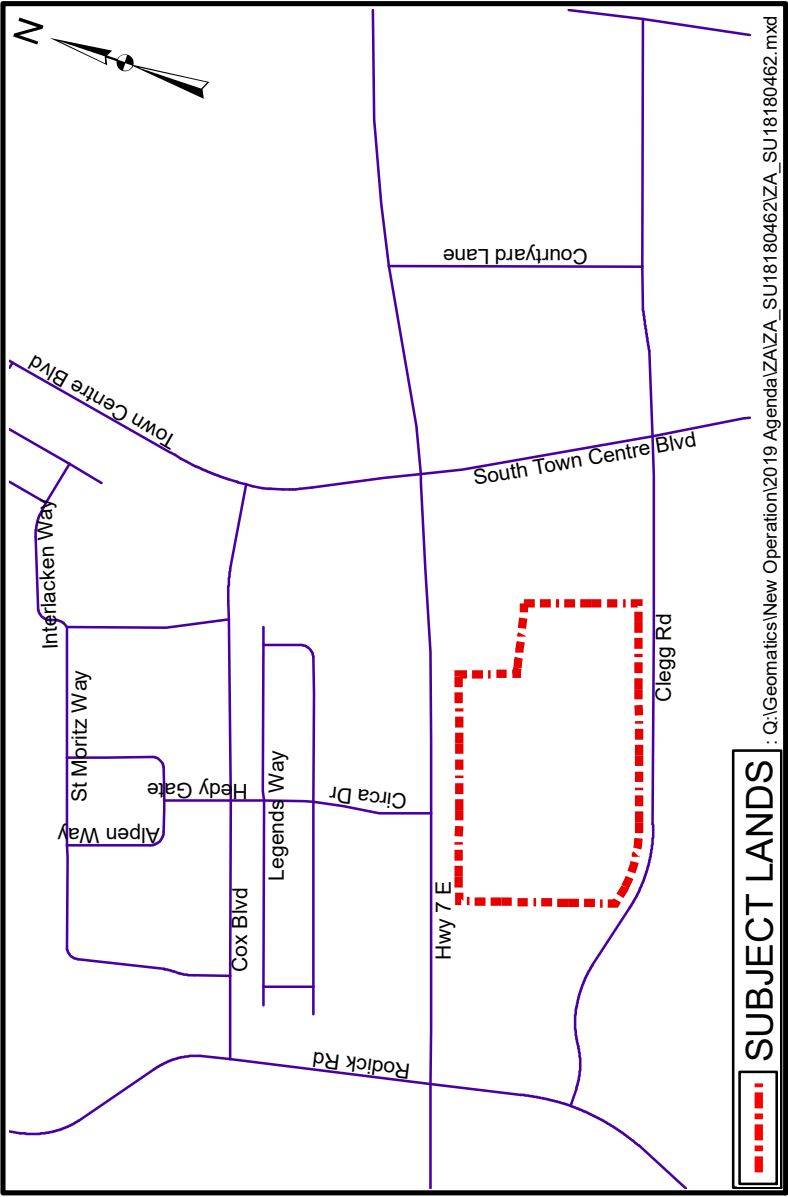 N
Town Centre Blvd
Courtyard Lane
Interlacken Way
South Town Centre Blvd
St Moritz Way
Hedy Gate
Alpen Way
Legends Way
Circa Dr
Cox Blvd
Hwy 7 E
Clegg Rd
Rodick Rd
SUBJECT LANDS
: Q:\Geomatics\New Operation\2019 Agenda\ZA\ZA_SU18180462\ZA_SU18180462.mxd